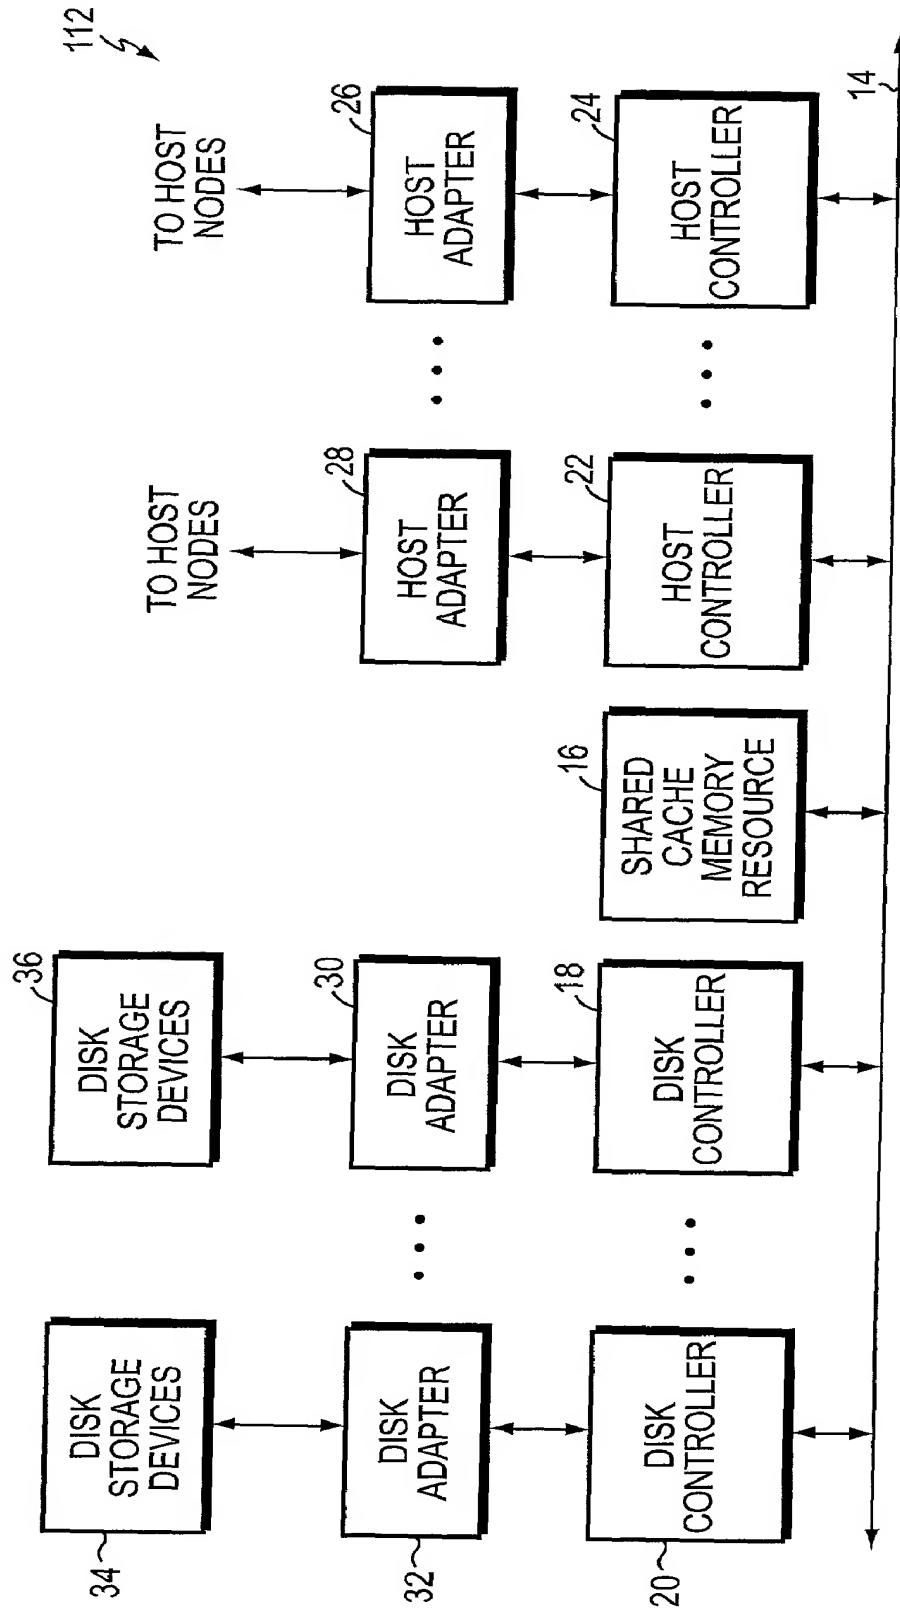 112
TO HOST
NODES
TO HOST
NODES
36
DISK
STORAGE
DEVICES
34
DISK
STORAGE
DEVICES
26
HOST
ADAPTER
28
HOST
ADAPTER
30
DISK
ADAPTER
32
DISK
ADAPTER
24
HOST
CONTROLLER
22
HOST
CONTROLLER
16
SHARED
CACHE
MEMORY
RESOURCE
18
DISK
CONTROLLER
20
DISK
CONTROLLER
14